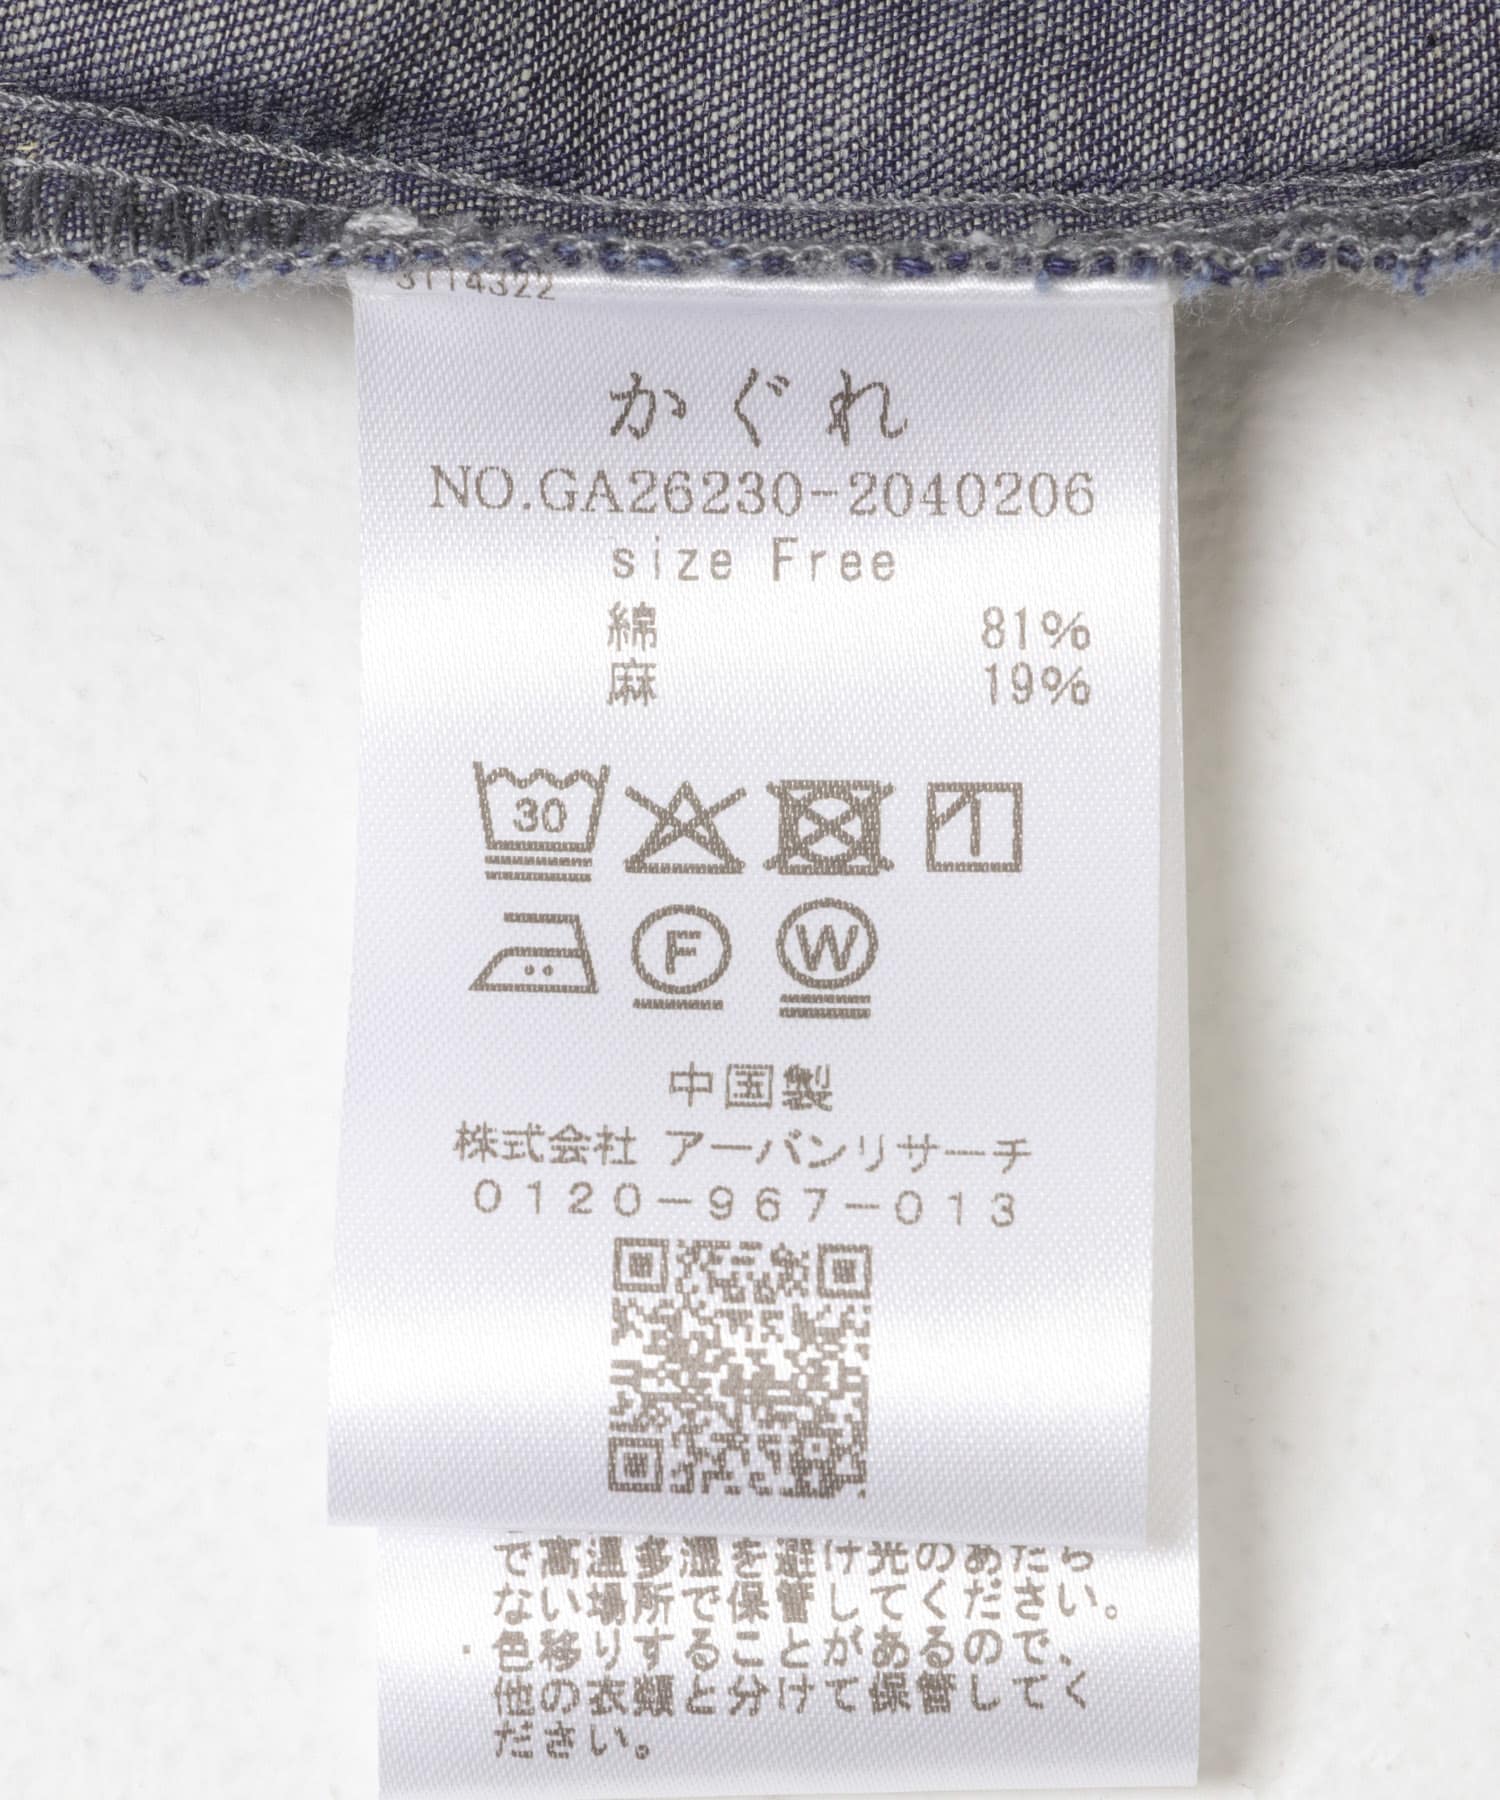 3114322
かぐれ
NO.GA26230-2040206
size Free
綿 81%
麻 19%
30
F W
中国製
株式会社 アーバンリサーチ
0120-967-013
で高温多湿を避け光のあたら
ない場所で保管してください。
・色移りすることがあるので、
他の衣類と分けて保管してく
ださい。